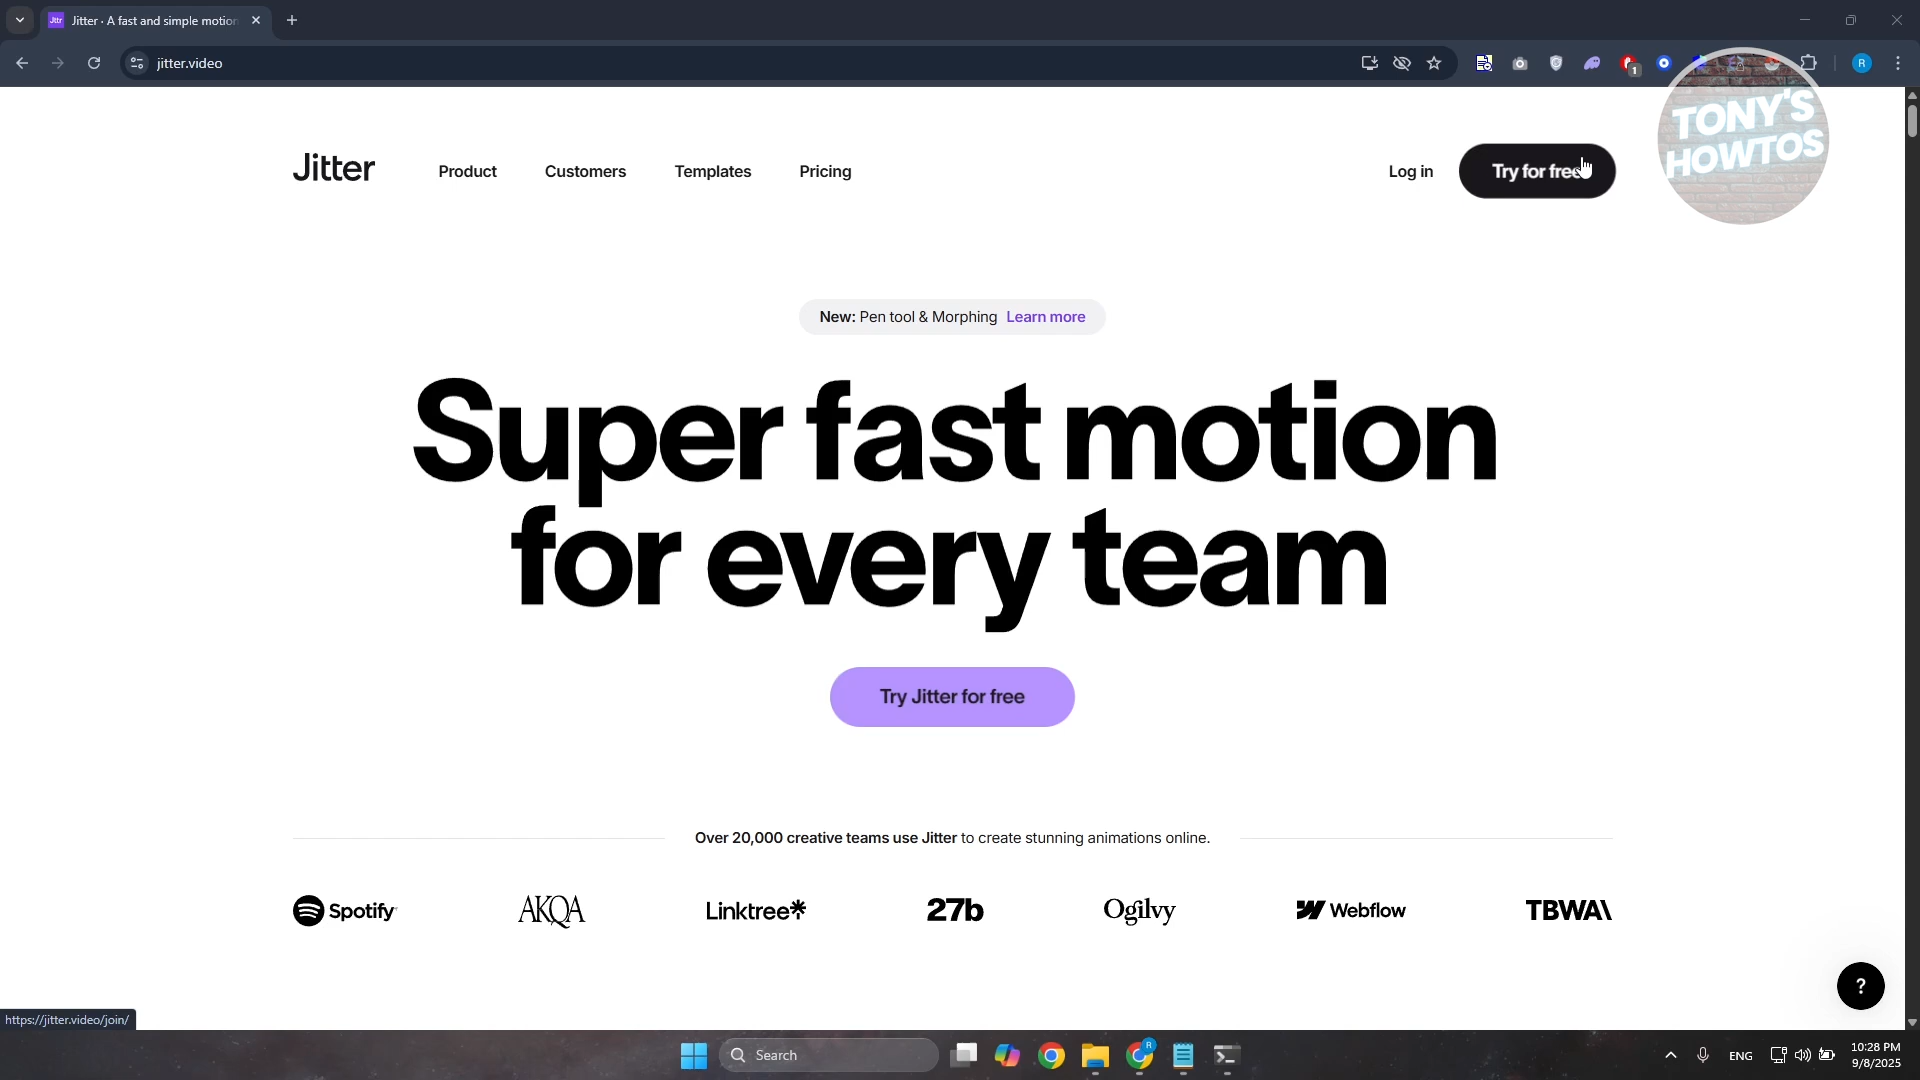 Jitter · A fast and simple motion
jitter.video
1
R
TONY'S
HOWTOS
Jitter
Product
Customers
Templates
Pricing
Log in
Try for free
New: Pen tool & Morphing Learn more
Super fast motion
for every team
Try Jitter for free
Over 20,000 creative teams use Jitter to create stunning animations online.
Spotify
AKQA
Linktree
27b
Ogilvy
Webflow
TBWA\
?
https://jitter.video/join/
Search
R
ENG
10:28 PM
9/8/2025